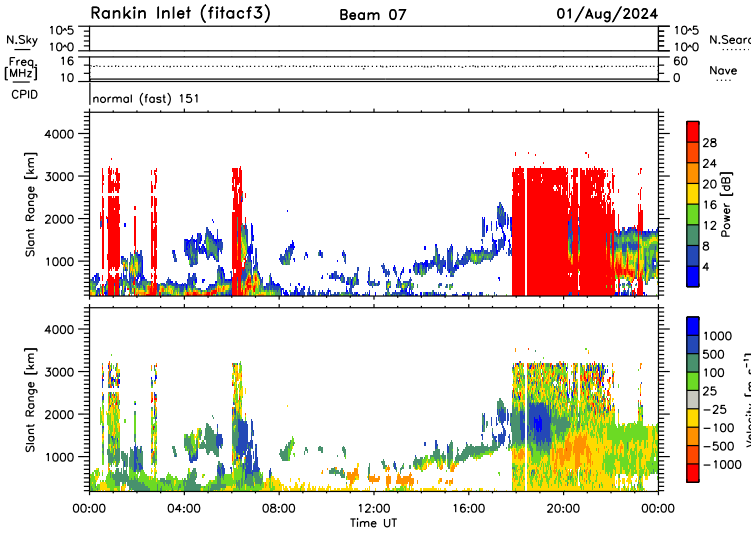 Rankin Inlet (fitacf3) Beam 07 01/Aug/2024
N.Sky 10^5 10^0 10^5 10^0 N.Sear
Freq. [MHz] 16 10 60 0 Nave
CPID normal (fast) 151
Slant Range [km] 4000 3000 2000 1000
Power [dB] 28 24 20 16 12 8 4
Slant Range [km] 4000 3000 2000 1000
Velocity [m s^-1] 1000 500 100 25 -25 -100 -500 -1000
00:00 04:00 08:00 12:00 16:00 20:00 00:00
Time UT